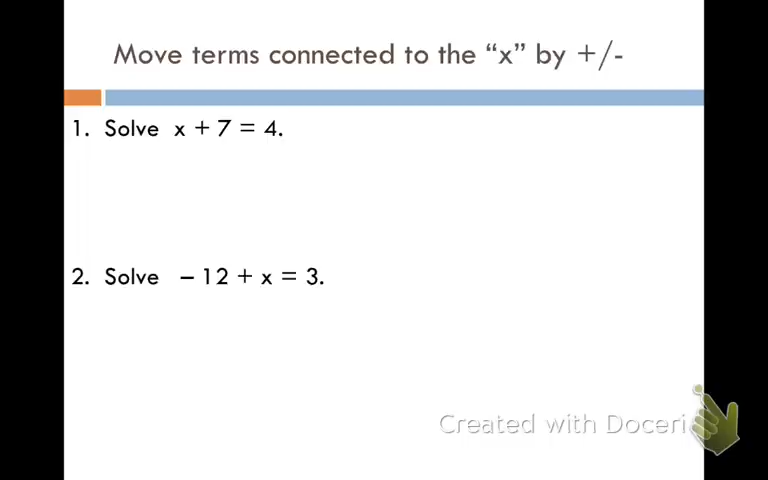 Move terms connected to the “x” by +/-
1. Solve x + 7 = 4.
2. Solve – 12 + x = 3.
Created with Doceri